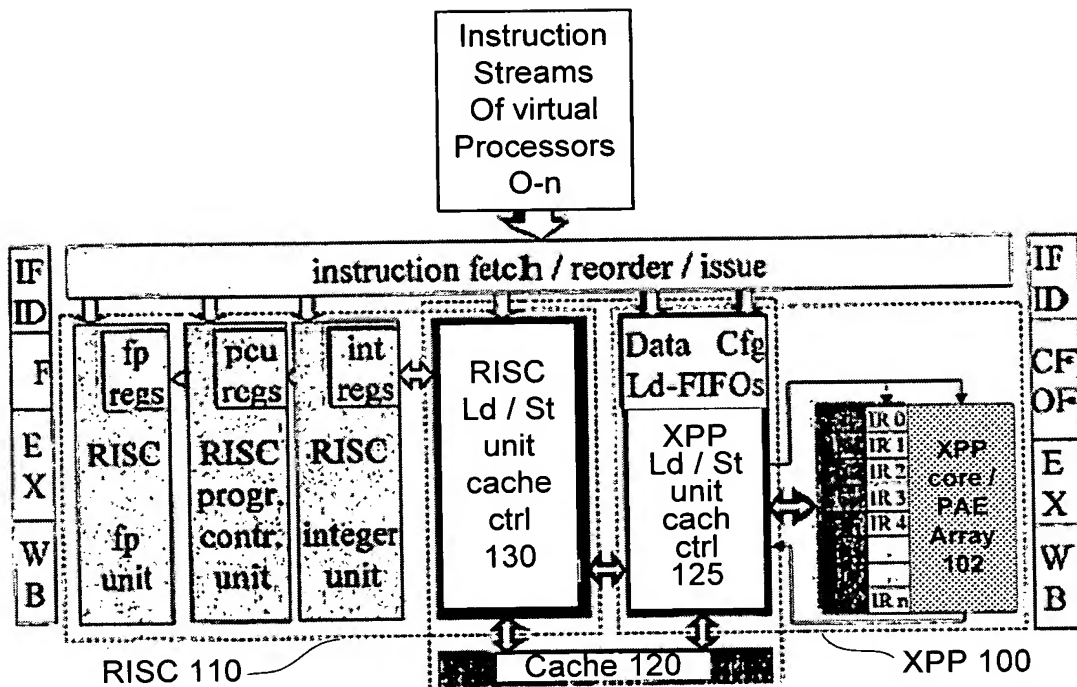 Instruction
Streams
Of virtual
Processors
O-n
instruction fetch / reorder / issue
IF
ID
F
E
X
W
B
fp
regs
RISC
fp
unit
pcu
regs
RISC
progr.
contr.
unit
int
regs
RISC
integer
unit
RISC
Ld / St
unit
cache
ctrl
130
Data Cfg
Ld-FIFOs
XPP
Ld / St
unit
cach
ctrl
125
IR 0
IR 1
IR 2
IR 3
IR 4
.
.
IR n
XPP
core /
PAE
Array
102
IF
ID
CF
OF
E
X
W
B
RISC 110
Cache 120
XPP 100